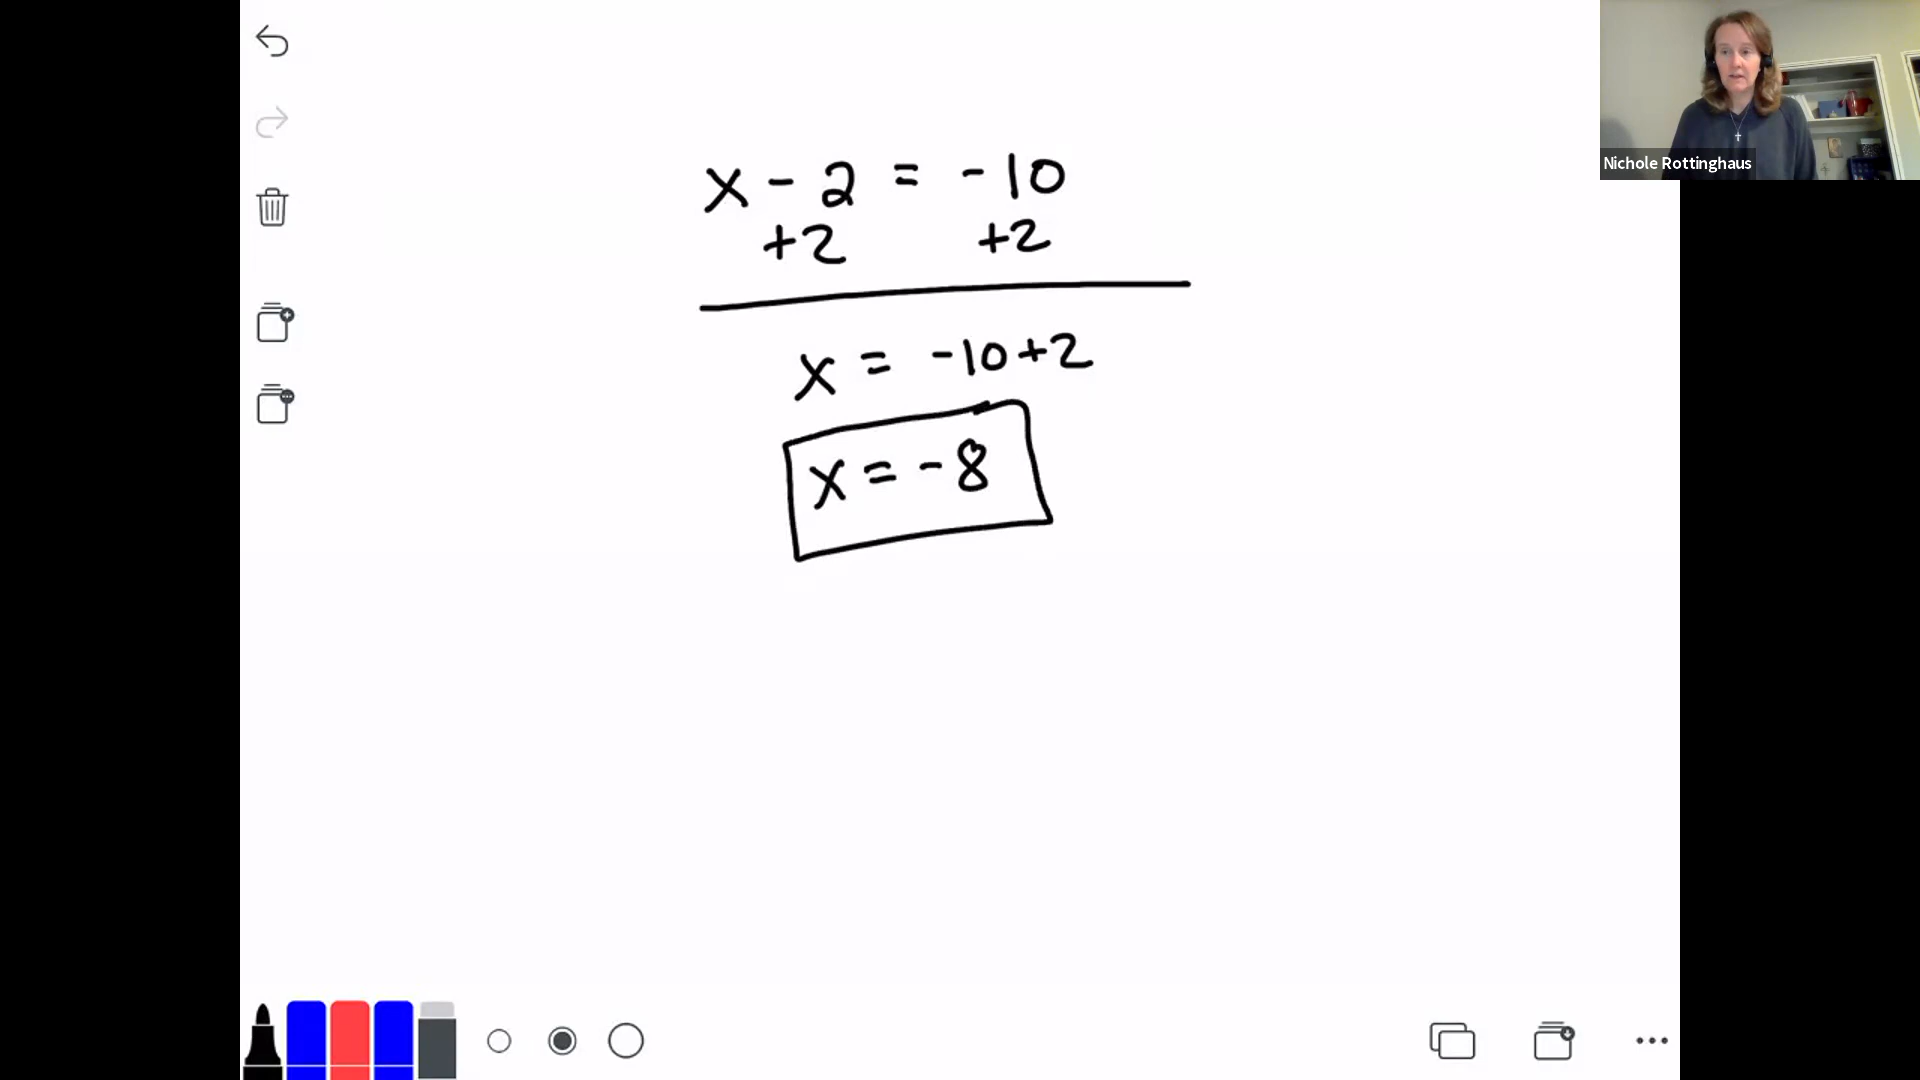 x - 2 = -10
+2 +2
x = -10+2
x = -8
Nichole Rottinghaus